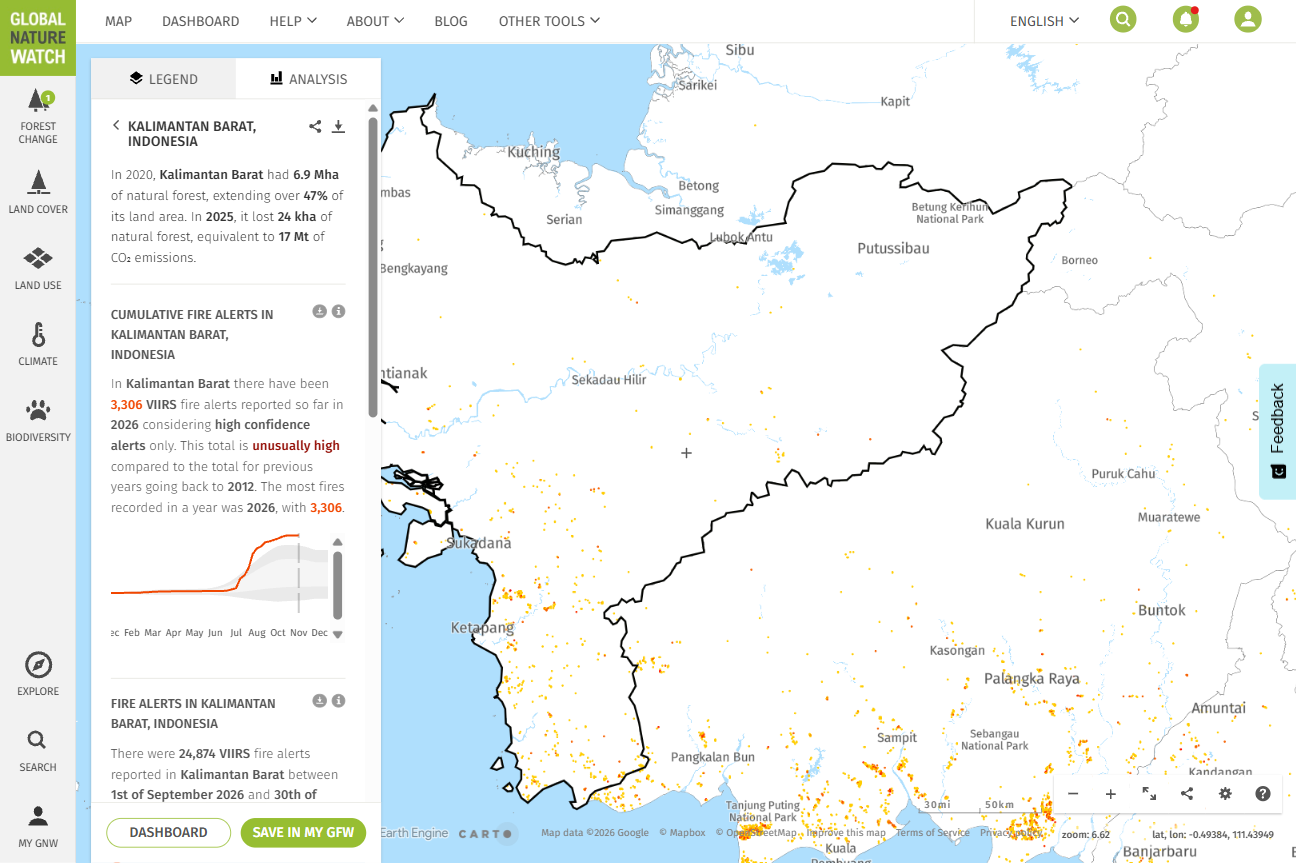 GLOBAL
NATURE
WATCH
MAP
DASHBOARD
HELP
ABOUT
BLOG
OTHER TOOLS
ENGLISH
1
FOREST
CHANGE
LAND COVER
LAND USE
CLIMATE
BIODIVERSITY
EXPLORE
SEARCH
MY GNW
LEGEND
ANALYSIS
KALIMANTAN BARAT,
INDONESIA
In 2020, Kalimantan Barat had 6.9 Mha
of natural forest, extending over 47% of
its land area. In 2025, it lost 24 kha of
natural forest, equivalent to 17 Mt of
CO₂ emissions.
CUMULATIVE FIRE ALERTS IN
KALIMANTAN BARAT,
INDONESIA
In Kalimantan Barat there have been
3,306 VIIRS fire alerts reported so far in
2026 considering high confidence
alerts only. This total is unusually high
compared to the total for previous
years going back to 2012. The most fires
recorded in a year was 2026, with 3,306.
ec Feb Mar Apr May Jun Jul Aug Oct Nov Dec
FIRE ALERTS IN KALIMANTAN
BARAT, INDONESIA
There were 24,874 VIIRS fire alerts
reported in Kalimantan Barat between
1st of September 2026 and 30th of
DASHBOARD
SAVE IN MY GFW
Sibu
Sarikei
Kapit
Kuching
mbas
Betong
Simanggang
Serian
Betung Kerihun
National Park
Lubok Antu
Putussibau
Borneo
Bengkayang
ntianak
Sekadau Hilir
S
Feedback
Puruk Cahu
Muaratewe
Kuala Kurun
Sukadana
Buntok
Ketapang
Kasongan
Palangka Raya
Amuntai
Sampit
Sebangau
National Park
Pangkalan Bun
Kandangan
Tanjung Puting
National Park
30mi
50km
Earth Engine
CARTO
Map data ©2026 Google
© Mapbox
© OpenStreetMap
Improve this map
Terms of Service
Privacy policy
zoom: 6.62
lat, lon: -0.49384, 111.43949
Kuala
Pembuang
Banjarbaru